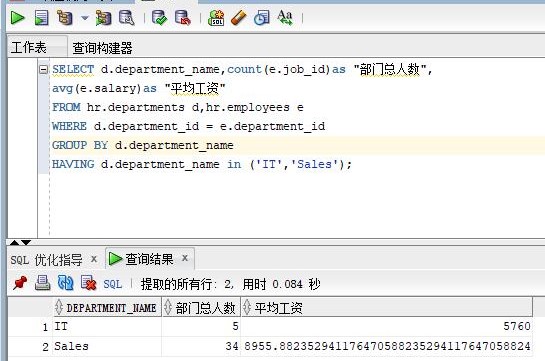 SQL
Aa
工作表 查询构建器
SELECT d.department_name,count(e.job_id)as "部门总人数",
avg(e.salary)as "平均工资"
FROM hr.departments d,hr.employees e
WHERE d.department_id = e.department_id
GROUP BY d.department_name
HAVING d.department_name in ('IT','Sales');
SQL 优化指导 × 查询结果 ×
SQL | 提取的所有行: 2, 用时 0.084 秒
DEPARTMENT_NAME 部门总人数 平均工资
1 IT 5 5760
2 Sales 34 8955.88235294117647058823529411764705882​4